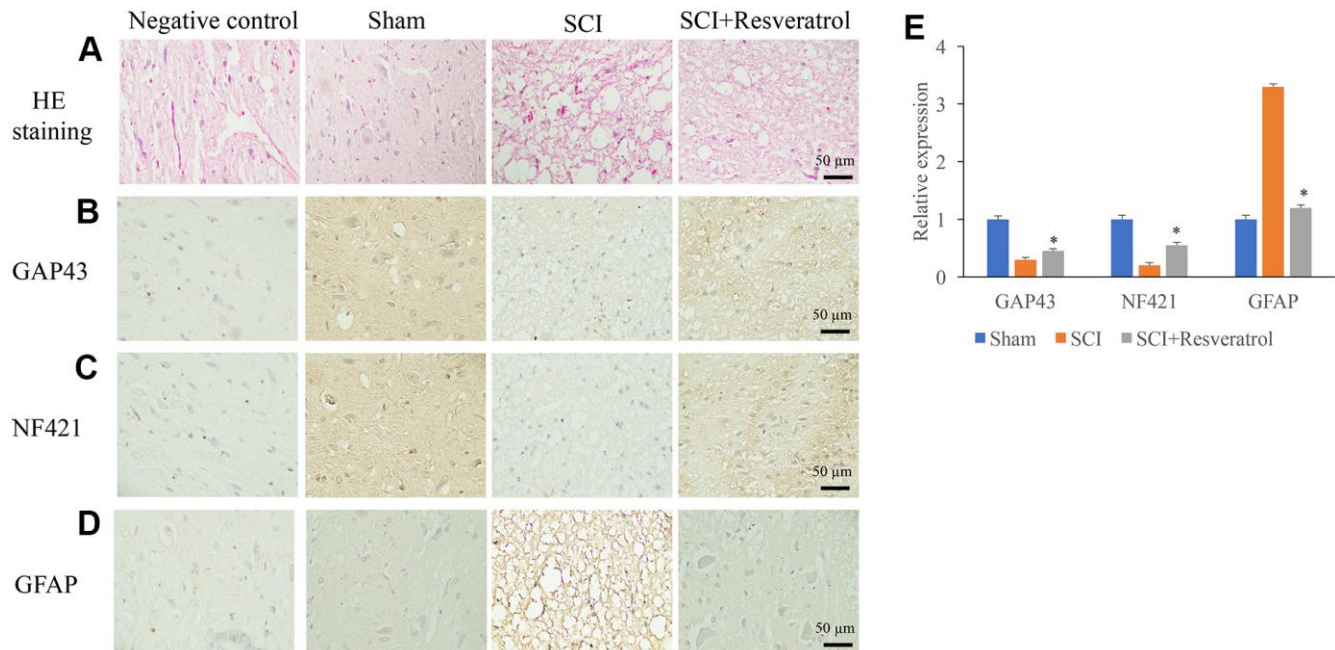 Negative control Sham SCI SCI+Resveratrol
A
HE
staining
50 µm
B
GAP43
50 µm
C
NF421
50 µm
D
GFAP
50 µm
E
Relative expression
4
3
2
1
0
* * *
GAP43 NF421 GFAP
Sham SCI SCI+Resveratrol